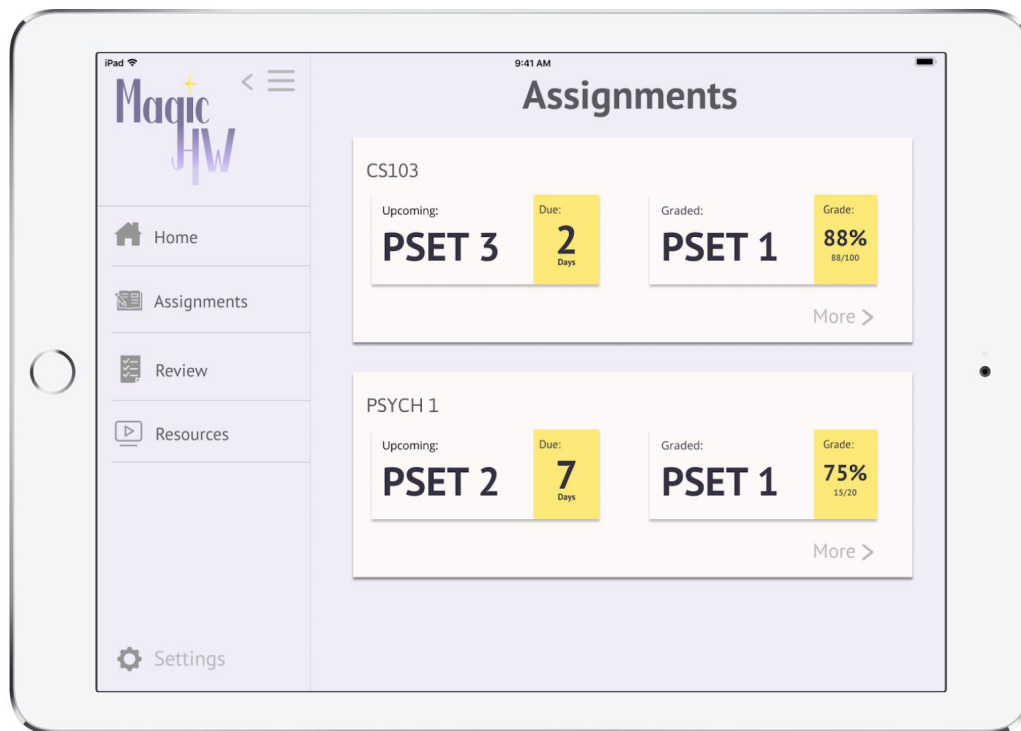 iPad
9:41 AM
Magic
HW
Home
Assignments
Review
Resources
Settings
Assignments
CS103
Upcoming:
PSET 3
Due:
2
Days
Graded:
PSET 1
Grade:
88%
88/100
More >
PSYCH 1
Upcoming:
PSET 2
Due:
7
Days
Graded:
PSET 1
Grade:
75%
15/20
More >